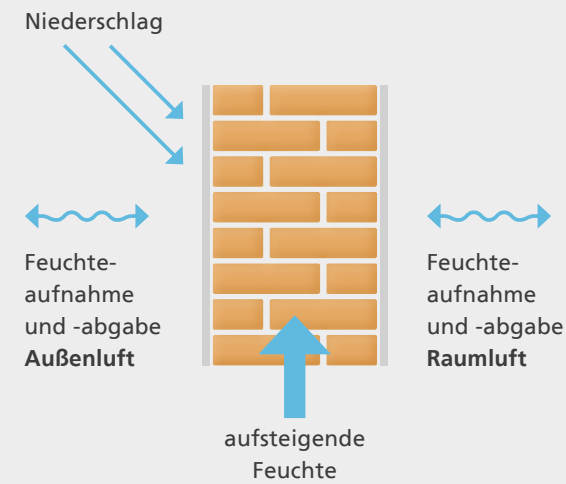 Niederschlag
Feuchte-
aufnahme
und -abgabe
Außenluft
Feuchte-
aufnahme
und -abgabe
Raumluft
aufsteigende
Feuchte